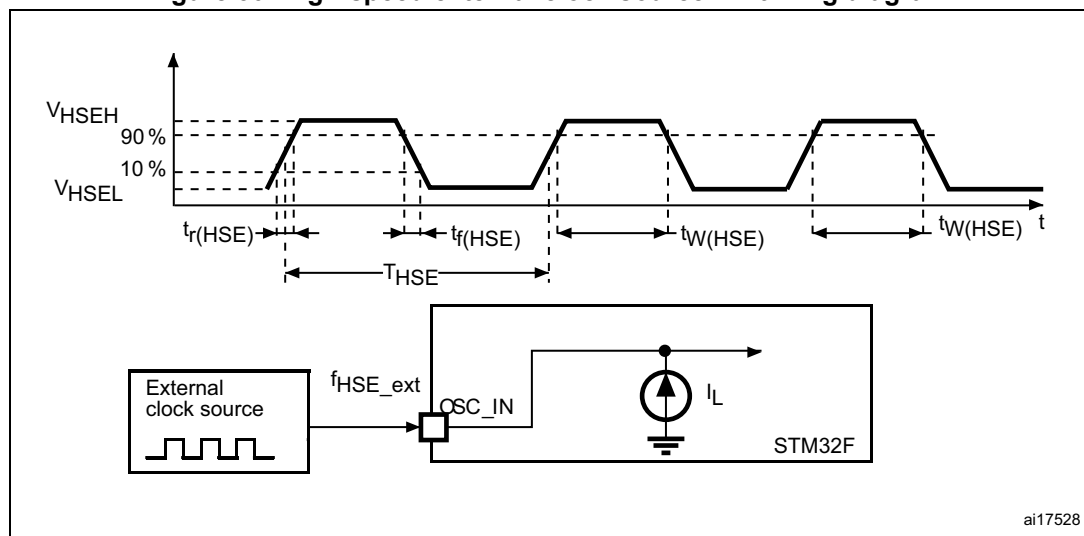 VHSEH
90 %
10 %
VHSEL
tr(HSE)
tf(HSE)
tW(HSE)
tW(HSE)
t
THSE
External
clock source
fHSE_ext
OSC_IN
IL
STM32F
ai17528